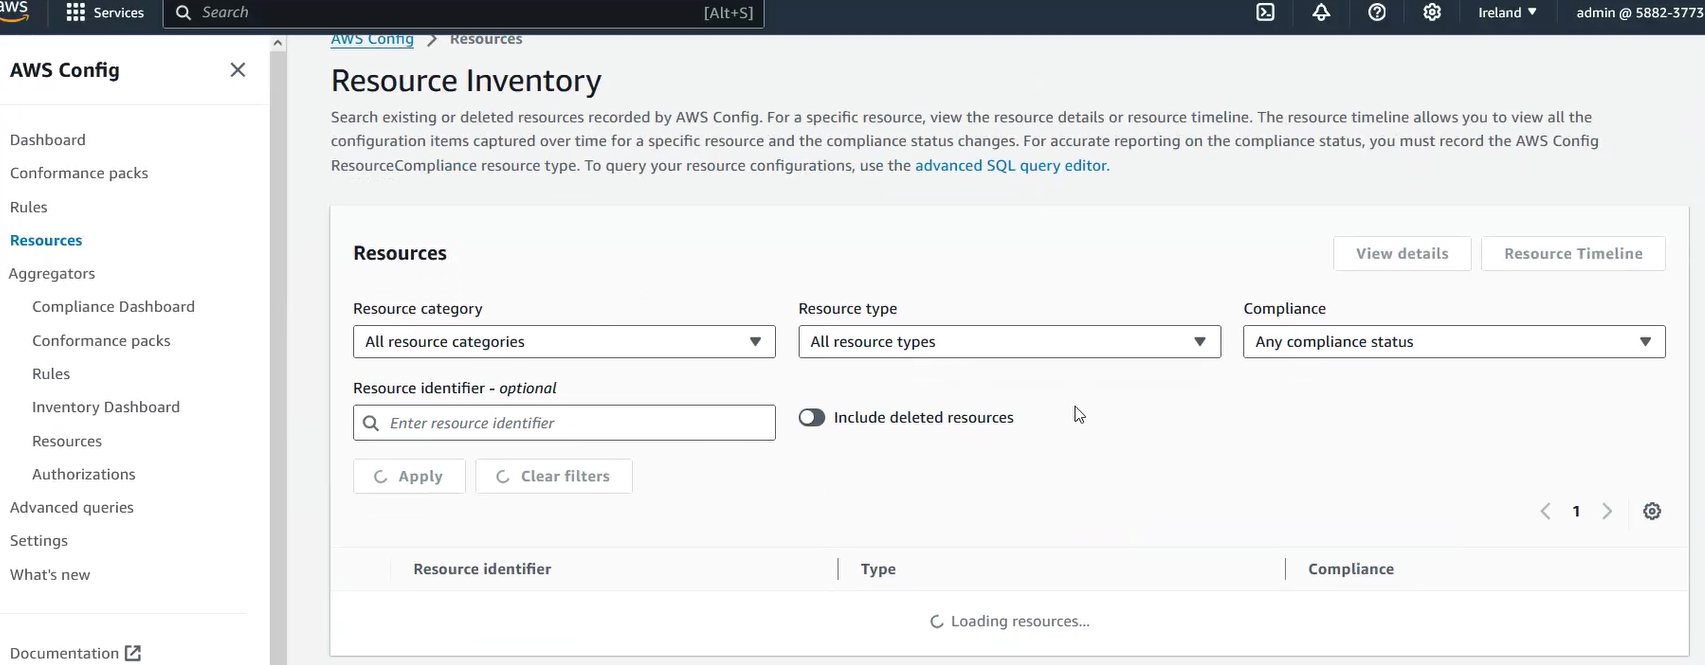 aws Services Search [Alt+S] Ireland ▼ admin @ 5882-3773
AWS Config
Dashboard
Conformance packs
Rules
Resources
Aggregators
Compliance Dashboard
Conformance packs
Rules
Inventory Dashboard
Resources
Authorizations
Advanced queries
Settings
What's new
Documentation
AWS Config > Resources
Resource Inventory
Search existing or deleted resources recorded by AWS Config. For a specific resource, view the resource details or resource timeline. The resource timeline allows you to view all the
configuration items captured over time for a specific resource and the compliance status changes. For accurate reporting on the compliance status, you must record the AWS Config
ResourceCompliance resource type. To query your resource configurations, use the advanced SQL query editor.
Resources View details Resource Timeline
Resource category Resource type Compliance
All resource categories All resource types Any compliance status
Resource identifier - optional
Enter resource identifier Include deleted resources
Apply Clear filters
1
Resource identifier Type Compliance
Loading resources...